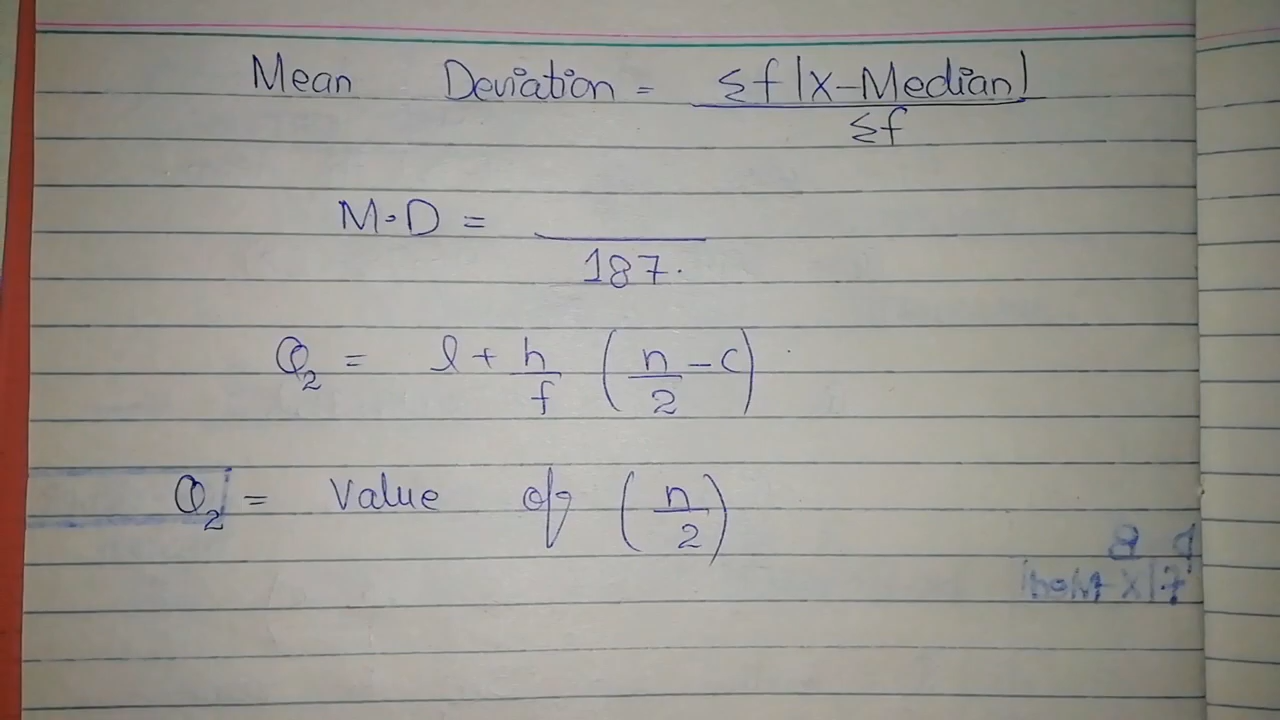 Mean Deviation = Σf|X-Median|
Σf
M.D =
187.
Q₂ = l + h/f (n/2 - C)
Q₂ = Value of (n/2)